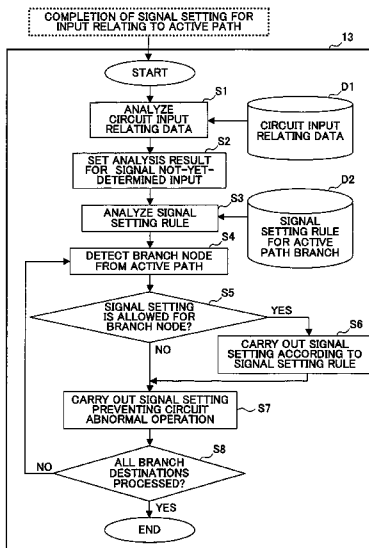 COMPLETION OF SIGNAL SETTING FOR
INPUT RELATING TO ACTIVE PATH
13
START
S1
ANALYZE
CIRCUIT INPUT
RELATING DATA
D1
CIRCUIT INPUT
RELATING DATA
S2
SET ANALYSIS RESULT
FOR SIGNAL NOT-YET-
DETERMINED INPUT
S3
ANALYZE SIGNAL
SETTING RULE
D2
SIGNAL
SETTING RULE
FOR ACTIVE
PATH BRANCH
S4
DETECT BRANCH NODE
FROM ACTIVE PATH
S5
SIGNAL SETTING
IS ALLOWED FOR
BRANCH NODE?
YES
S6
CARRY OUT SIGNAL
SETTING ACCORDING TO
SIGNAL SETTING RULE
NO
CARRY OUT SIGNAL SETTING
PREVENTING CIRCUIT
ABNORMAL OPERATION
S7
S8
NO
ALL BRANCH
DESTINATIONS
PROCESSED?
YES
END